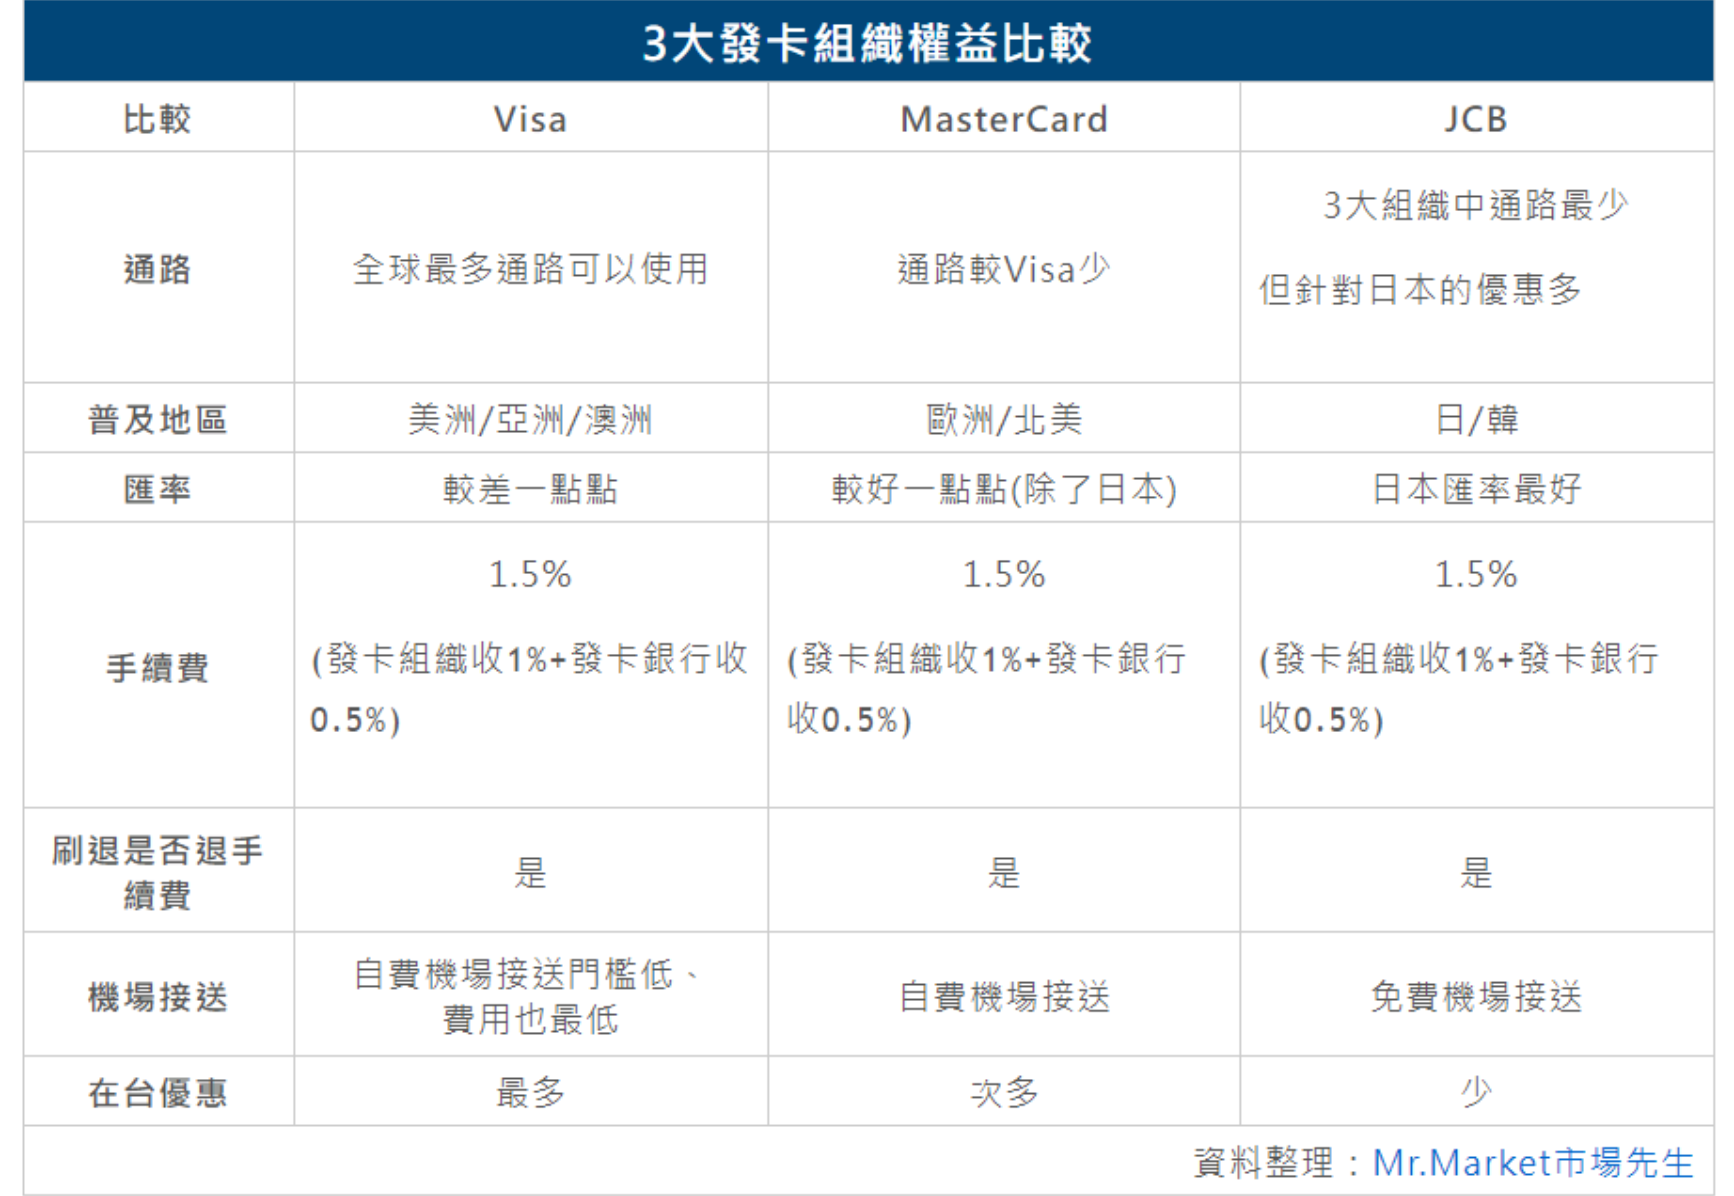 3大發卡組織權益比較
比較 Visa MasterCard JCB
通路 全球最多通路可以使用 通路較Visa少 3大組織中通路最少
但針對日本的優惠多
普及地區 美洲/亞洲/澳洲 歐洲/北美 日/韓
匯率 較差一點點 較好一點點(除了日本) 日本匯率最好
手續費 1.5% 1.5% 1.5%
(發卡組織收1%+發卡銀行收 (發卡組織收1%+發卡銀行 (發卡組織收1%+發卡銀行
0.5%) 收0.5%) 收0.5%)
刷退是否退手
續費 是 是 是
機場接送 自費機場接送門檻低、
費用也最低 自費機場接送 免費機場接送
在台優惠 最多 次多 少
資料整理：Mr.Market市場先生